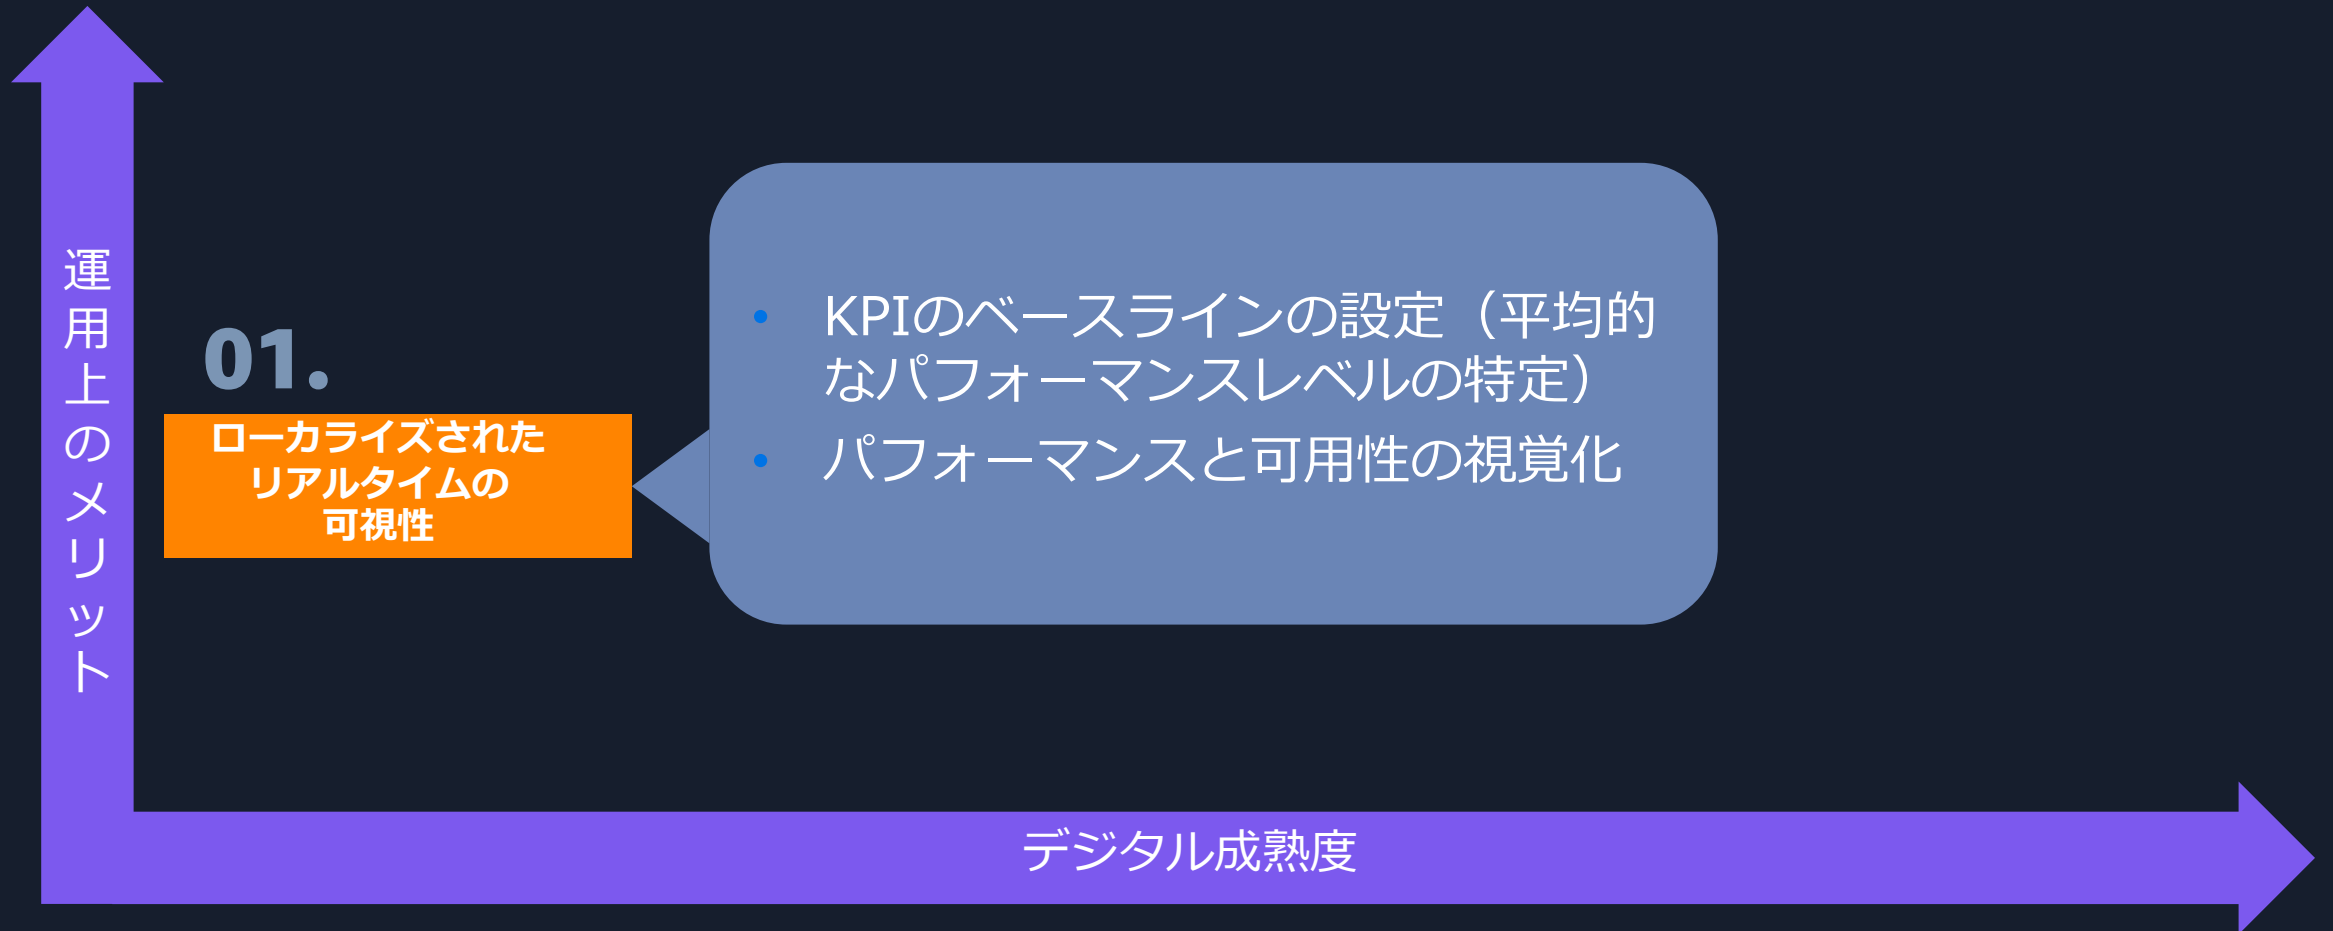 運用上のメリット
01.
ローカライズされた
リアルタイムの
可視性
• KPIのベースラインの設定（平均的
なパフォーマンスレベルの特定）
• パフォーマンスと可用性の視覚化
デジタル成熟度